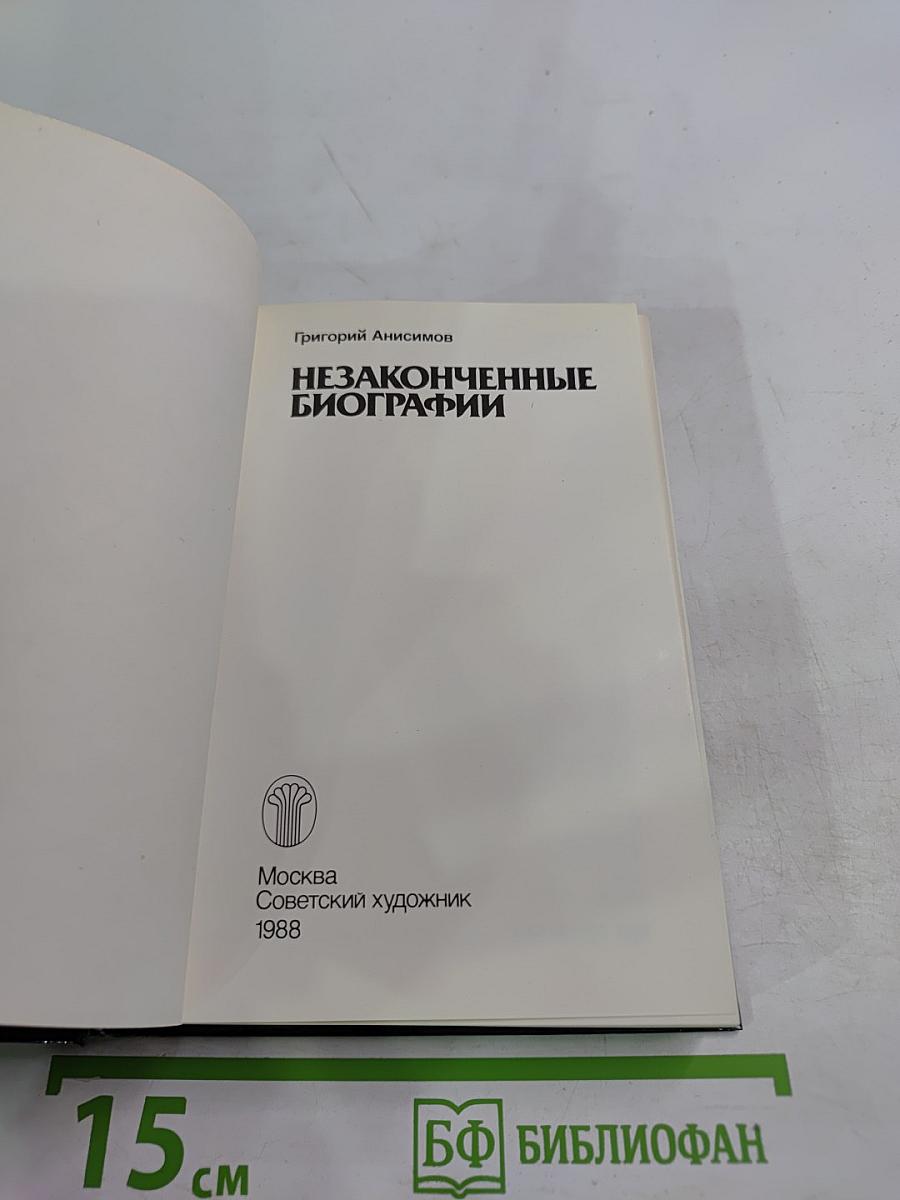 Григорий Анисимов
НЕЗАКОНЧЕННЫЕ
БИОГРАФИИ
Москва
Советский художник
1988
15 см
БФ БИБЛИОФАН